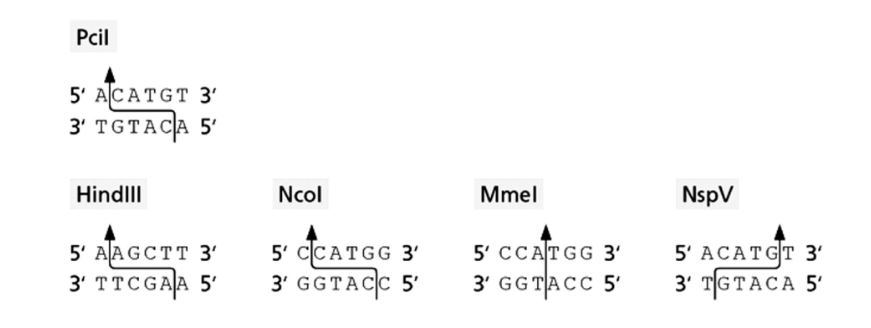 PciI
5′ ACATGT 3′
3′ TGTACA 5′
HindIII NcoI MmeI NspV
5′ AAGCTT 3′ 5′ CCATGG 3′ 5′ CCATGG 3′ 5′ ACATGT 3′
3′ TTCGAA 5′ 3′ GGTACC 5′ 3′ GGTACC 5′ 3′ TGTACA 5′